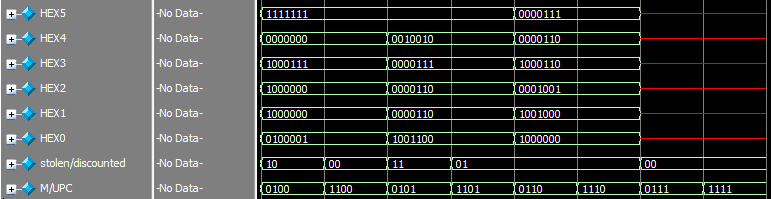 HEX5 -No Data- 1111111 0000111
HEX4 -No Data- 0000000 0010010 0000110
HEX3 -No Data- 1000111 0000111 1000110
HEX2 -No Data- 1000000 0000110 0001001
HEX1 -No Data- 1000000 0000110 1001000
HEX0 -No Data- 0100001 1001100 1000000
stolen/discounted -No Data- 10 00 11 01 00
M/UPC -No Data- 0100 1100 0101 1101 0110 1110 0111 1111